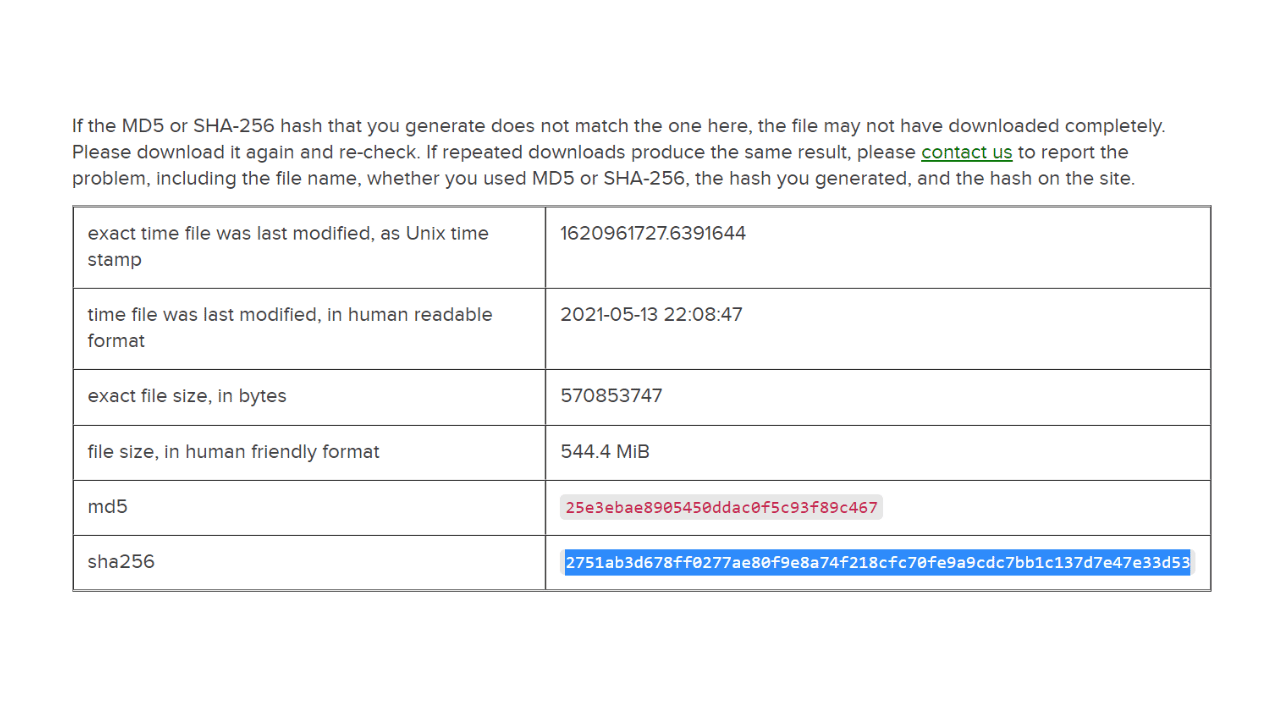 If the MD5 or SHA-256 hash that you generate does not match the one here, the file may not have downloaded completely.
Please download it again and re-check. If repeated downloads produce the same result, please contact us to report the
problem, including the file name, whether you used MD5 or SHA-256, the hash you generated, and the hash on the site.
exact time file was last modified, as Unix time
stamp
1620961727.6391644
time file was last modified, in human readable
format
2021-05-13 22:08:47
exact file size, in bytes
570853747
file size, in human friendly format
544.4 MiB
md5
25e3ebae8905450ddac0f5c93f89c467
sha256
2751ab3d678ff0277ae80f9e8a74f218cfc70fe9a9cdc7bb1c137d7e47e33d53